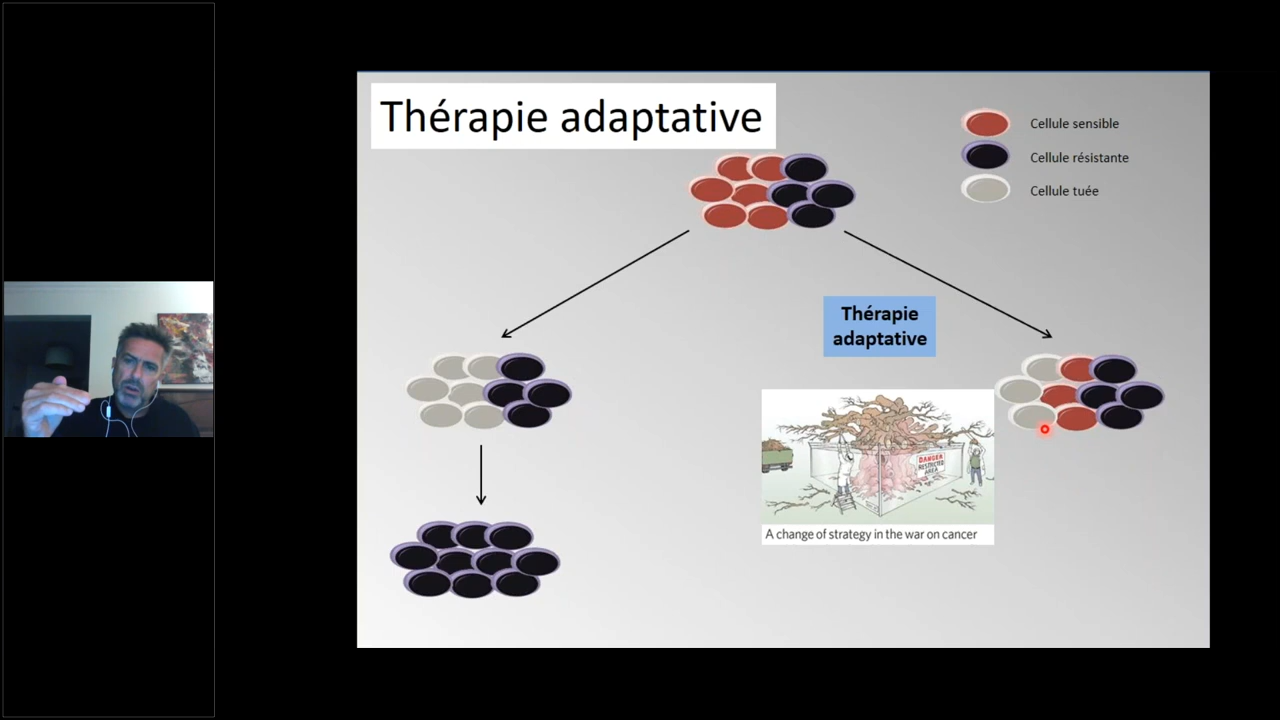 Thérapie adaptative
Cellule sensible
Cellule résistante
Cellule tuée
Thérapie
adaptative
DANGER
RESTRICTED
AREA
A change of strategy in the war on cancer